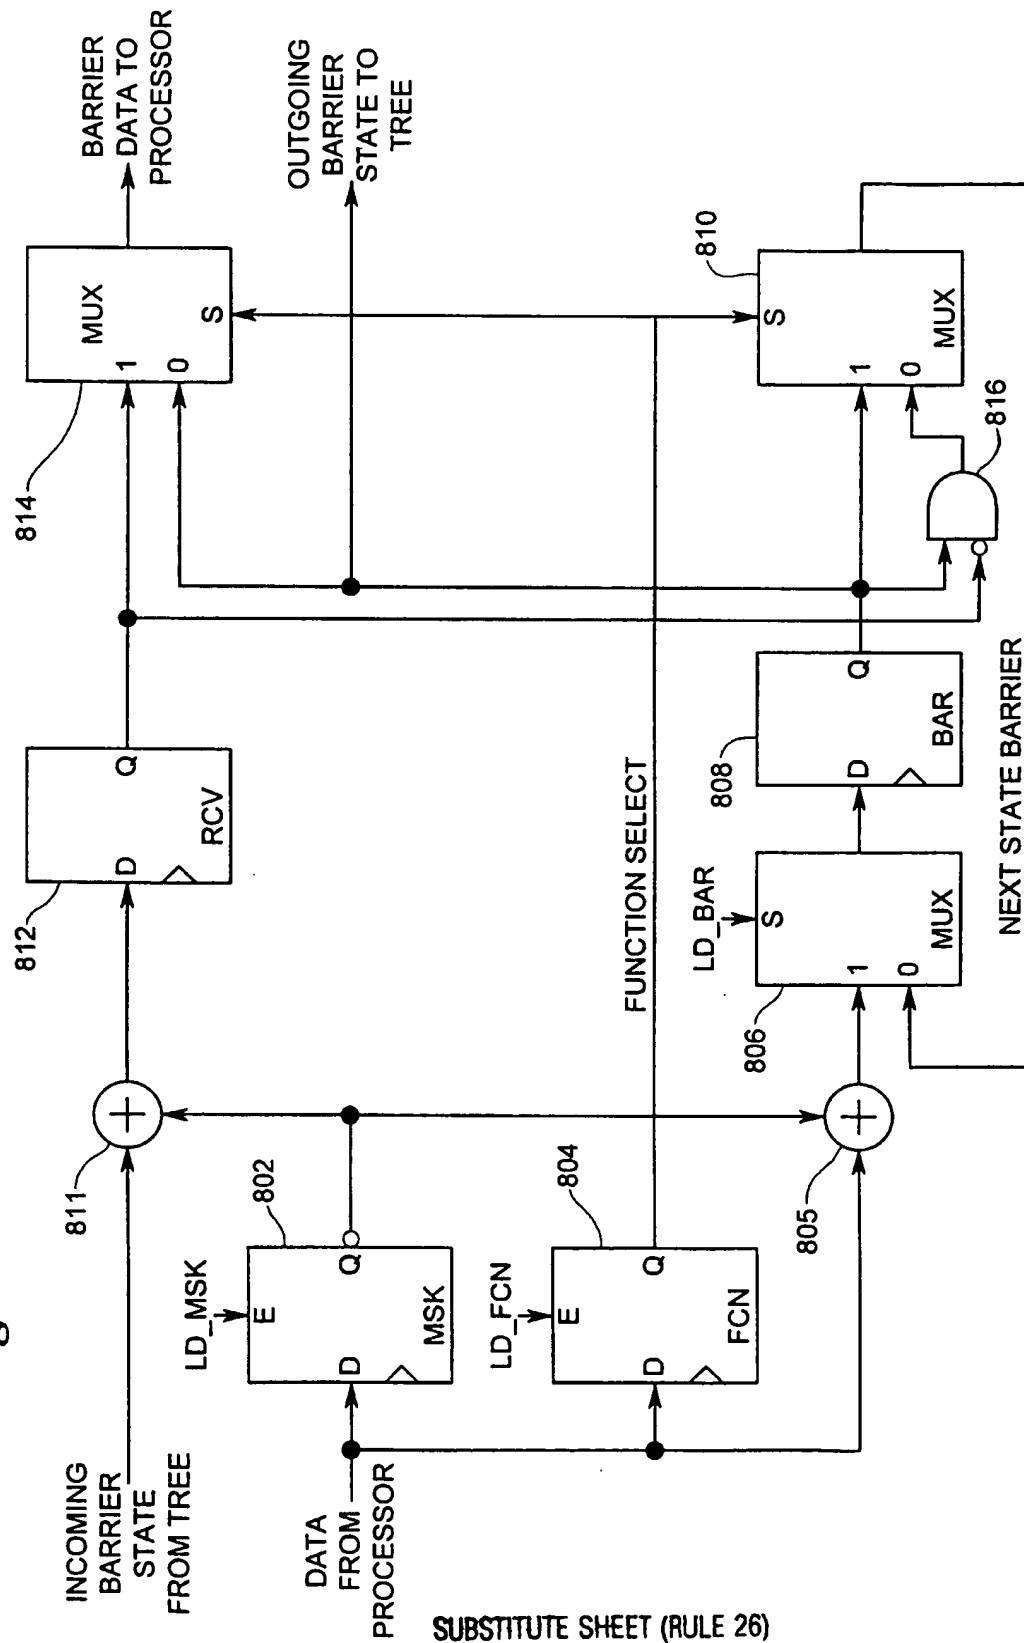 INCOMING
BARRIER
STATE
FROM TREE
811
D
Q
RCV
812
MUX
1
0
S
814
BARRIER
DATA TO
PROCESSOR
OUTGOING
BARRIER
STATE TO
TREE
DATA
FROM
PROCESSOR
LD_MSK
E
D
Q
MSK
802
LD_FCN
E
D
Q
FCN
804
FUNCTION SELECT
805
LD_BAR
S
1
0
MUX
806
D
Q
BAR
808
S
1
0
MUX
810
816
NEXT STATE BARRIER
SUBSTITUTE SHEET (RULE 26)